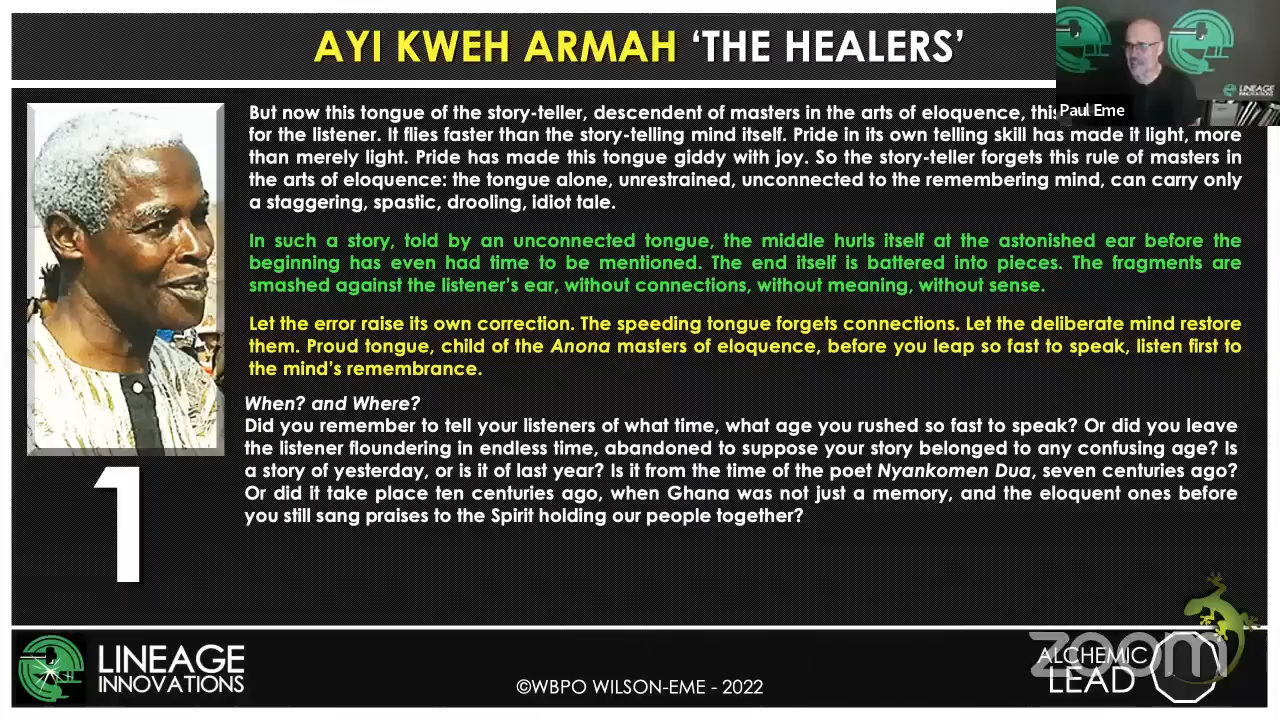 AYI KWEH ARMAH ‘THE HEALERS’
LINEAGE
INNOVATIONS
Paul Eme
But now this tongue of the story-teller, descendent of masters in the arts of eloquence, this
for the listener. It flies faster than the story-telling mind itself. Pride in its own telling skill has made it light, more
than merely light. Pride has made this tongue giddy with joy. So the story-teller forgets this rule of masters in
the arts of eloquence: the tongue alone, unrestrained, unconnected to the remembering mind, can carry only
a staggering, spastic, drooling, idiot tale.
In such a story, told by an unconnected tongue, the middle hurls itself at the astonished ear before the
beginning has even had time to be mentioned. The end itself is battered into pieces. The fragments are
smashed against the listener's ear, without connections, without meaning, without sense.
Let the error raise its own correction. The speeding tongue forgets connections. Let the deliberate mind restore
them. Proud tongue, child of the Anona masters of eloquence, before you leap so fast to speak, listen first to
the mind’s remembrance.
When? and Where?
Did you remember to tell your listeners of what time, what age you rushed so fast to speak? Or did you leave
the listener floundering in endless time, abandoned to suppose your story belonged to any confusing age? Is
a story of yesterday, or is it of last year? Is it from the time of the poet Nyankomen Dua, seven centuries ago?
Or did it take place ten centuries ago, when Ghana was not just a memory, and the eloquent ones before
you still sang praises to the Spirit holding our people together?
1
LINEAGE
INNOVATIONS
©WBPO WILSON-EME - 2022
ALCHEMIC
LEAD
zoom